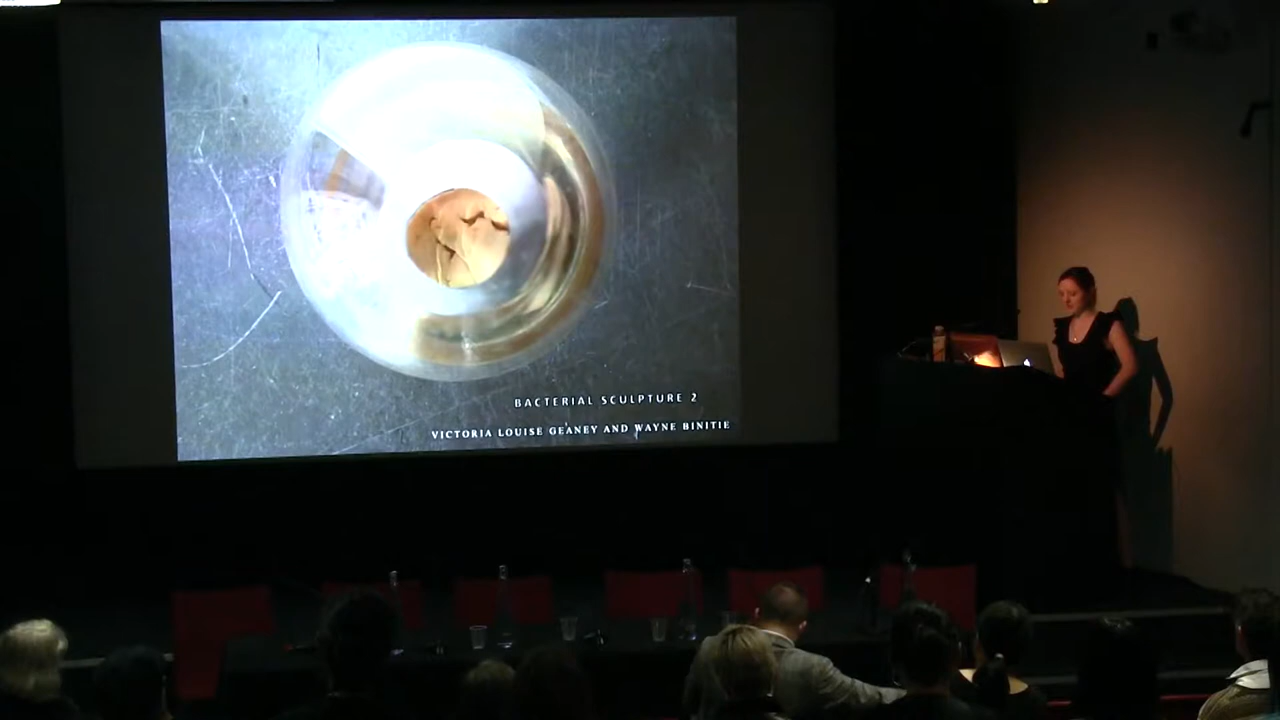 BACTERIAL SCULPTURE 2
VICTORIA LOUISE GEANEY AND WAYNE BINITIE